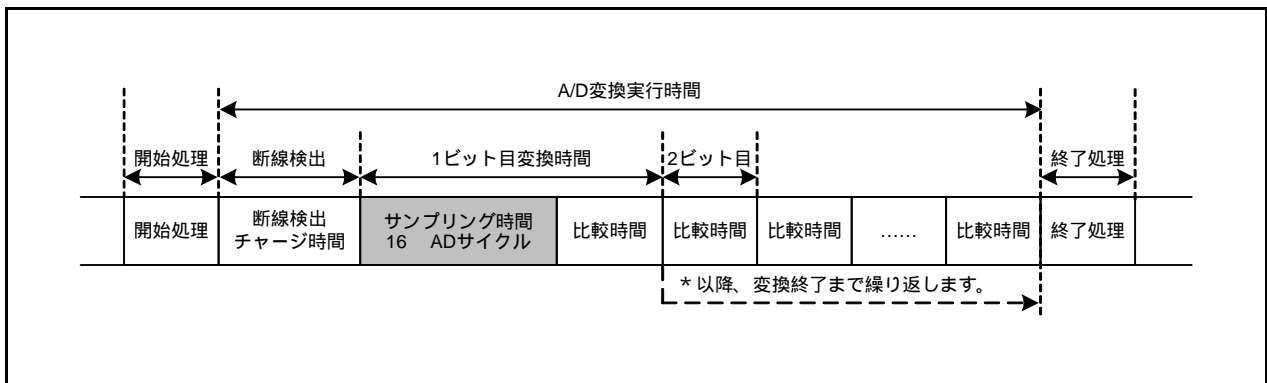 A/D変換実行時間
開始処理 断線検出 1ビット目変換時間 2ビット目 終了処理
開始処理 断線検出 サンプリング時間 比較時間 比較時間 比較時間 …… 比較時間 終了処理
チャージ時間 16 ADサイクル
*以降、変換終了まで繰り返します。